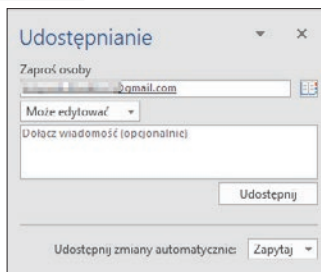 Udostępnianie
Zaproś osoby
@gmail.com
Może edytować
Dołącz wiadomość (opcjonalnie)
Udostępnij
Udostępnij zmiany automatycznie: Zapytaj